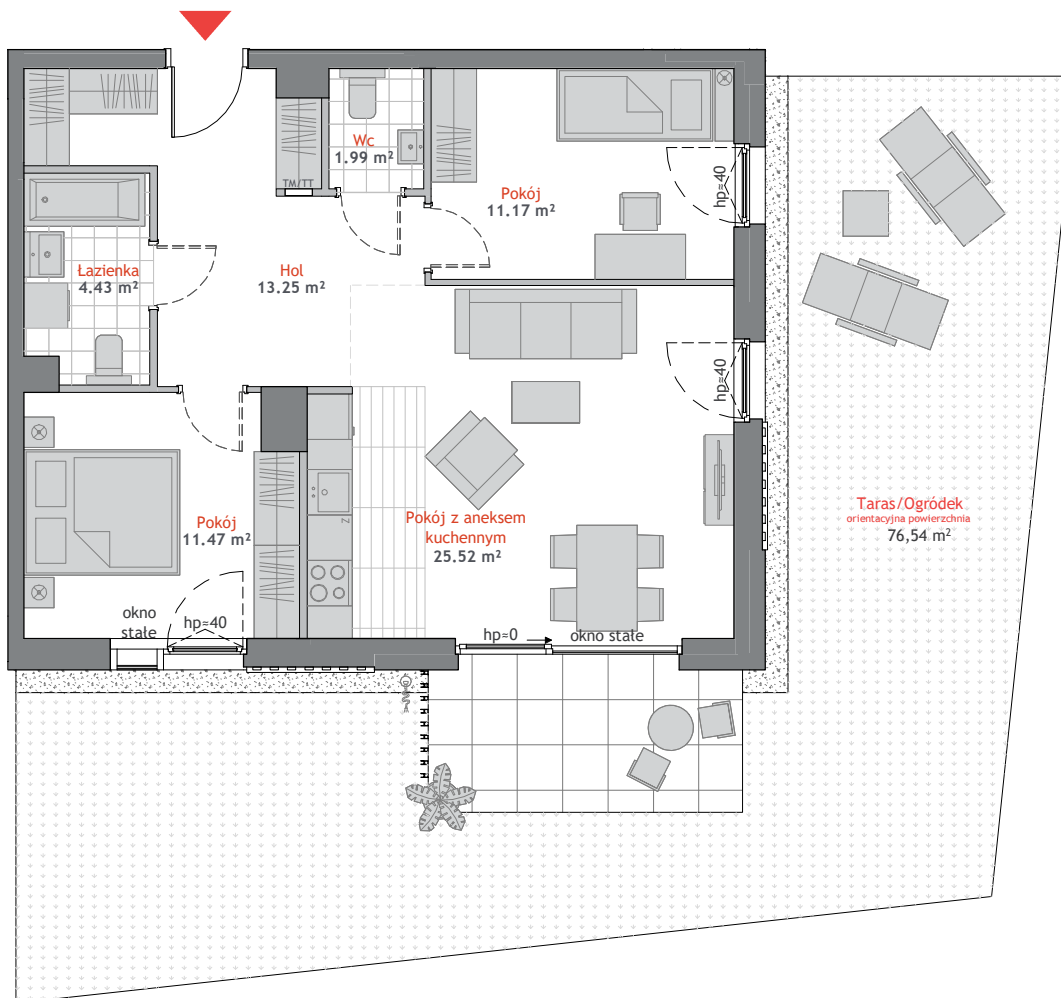 Wc
1.99 m²
TM/TT
Pokój
11.17 m²
hp≈40
Łazienka
4.43 m²
Hol
13.25 m²
hp≈40
Pokój
11.47 m²
Z
Pokój z aneksem
kuchennym
25.52 m²
Taras/Ogródek
orientacyjna powierzchnia
76,54 m²
okno
stałe
hp≈40
hp≈0
okno stałe